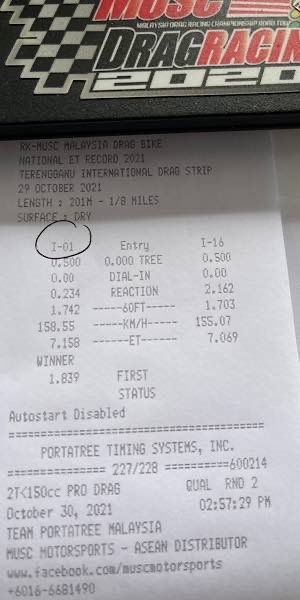 MUSC
MALAYSIA DRAG RACING CHAMPIONSHIP ROAD TOUR
DRAGRACING
2020
RX-MUSC MALAYSIA DRAG BIKE
NATIONAL ET RECORD 2021
TERENGGANU INTERNATIONAL DRAG STRIP
29 OCTOBER 2021
LENGTH : 201M - 1/8 MILES
SURFACE : DRY
I-01 Entry I-16
0.500 0.000 TREE 0.500
0.00 DIAL-IN 0.00
0.234 REACTION 2.162
1.742 -----60FT----- 1.703
158.55 -----KM/H----- 155.07
7.158 ------ET------ 7.069
WINNER
1.839 FIRST
STATUS
Autostart Disabled
========================================
PORTATREE TIMING SYSTEMS, INC.
=============== 227/228 ==========600214
2T<150cc PRO DRAG QUAL RND 2
October 30, 2021 02:57:29 PM
TEAM PORTATREE MALAYSIA
MUSC MOTORSPORTS - ASEAN DISTRIBUTOR
www.facebook.com/muscmotorsports
+6016-6681490